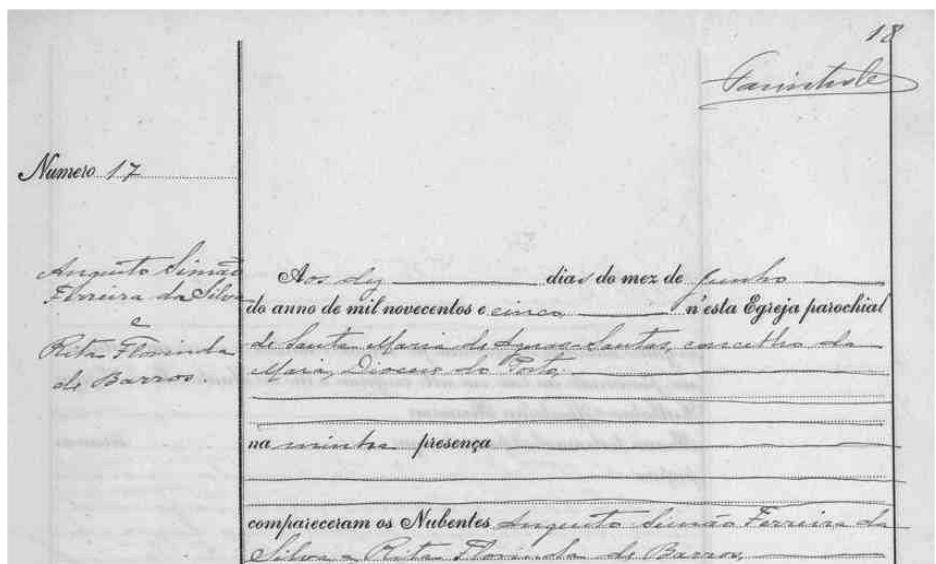 18
Numero 17
Augusto Simão
Ferreira da Silva
e
Rita Florinda
de Barros.
Aos dez dias do mez de Junho
do anno de mil novecentos e cinco, n'esta Egreja parochial
de Santa Maria de Aguas-Santas, concelho da
Maia, Diocese do Porto,
na minha presença
compareceram os Nubentes Augusto Simão Ferreira da
Silva e Rita Florinda de Barros,